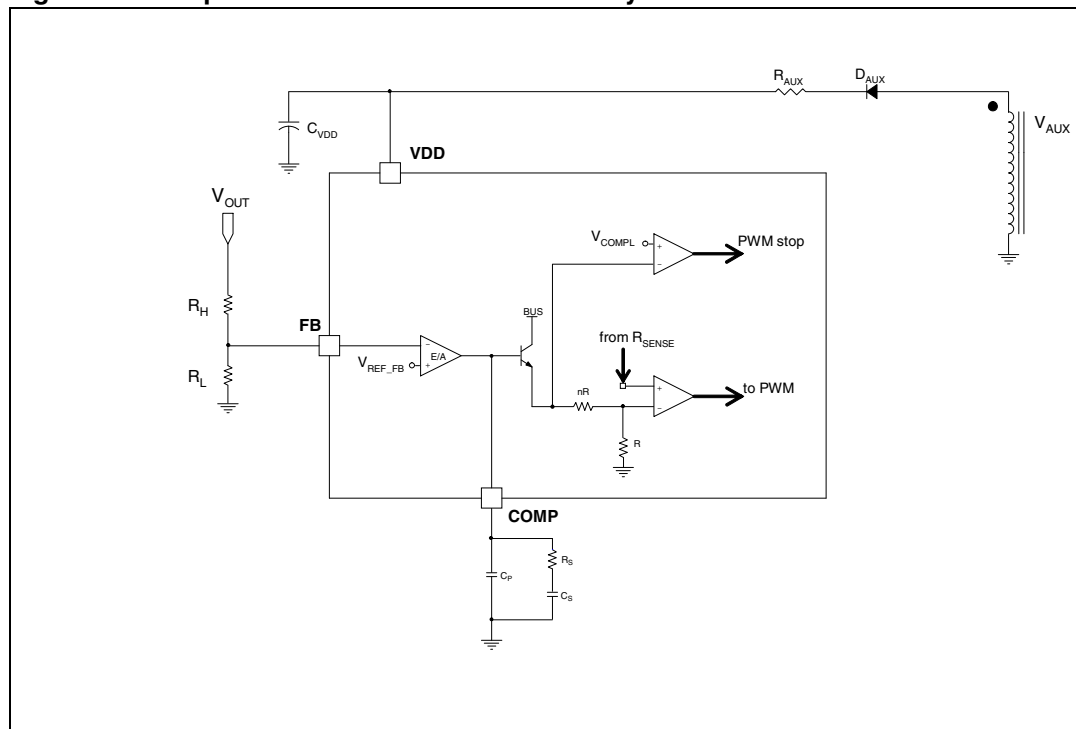 R_AUX
D_AUX
C_VDD
V_AUX
VDD
V_OUT
V_COMPL
+
−
PWM stop
R_H
BUS
FB
from R_SENSE
−
E/A
V_REF_FB
+
R_L
nR
+
−
to PWM
R
COMP
R_S
C_P
C_S